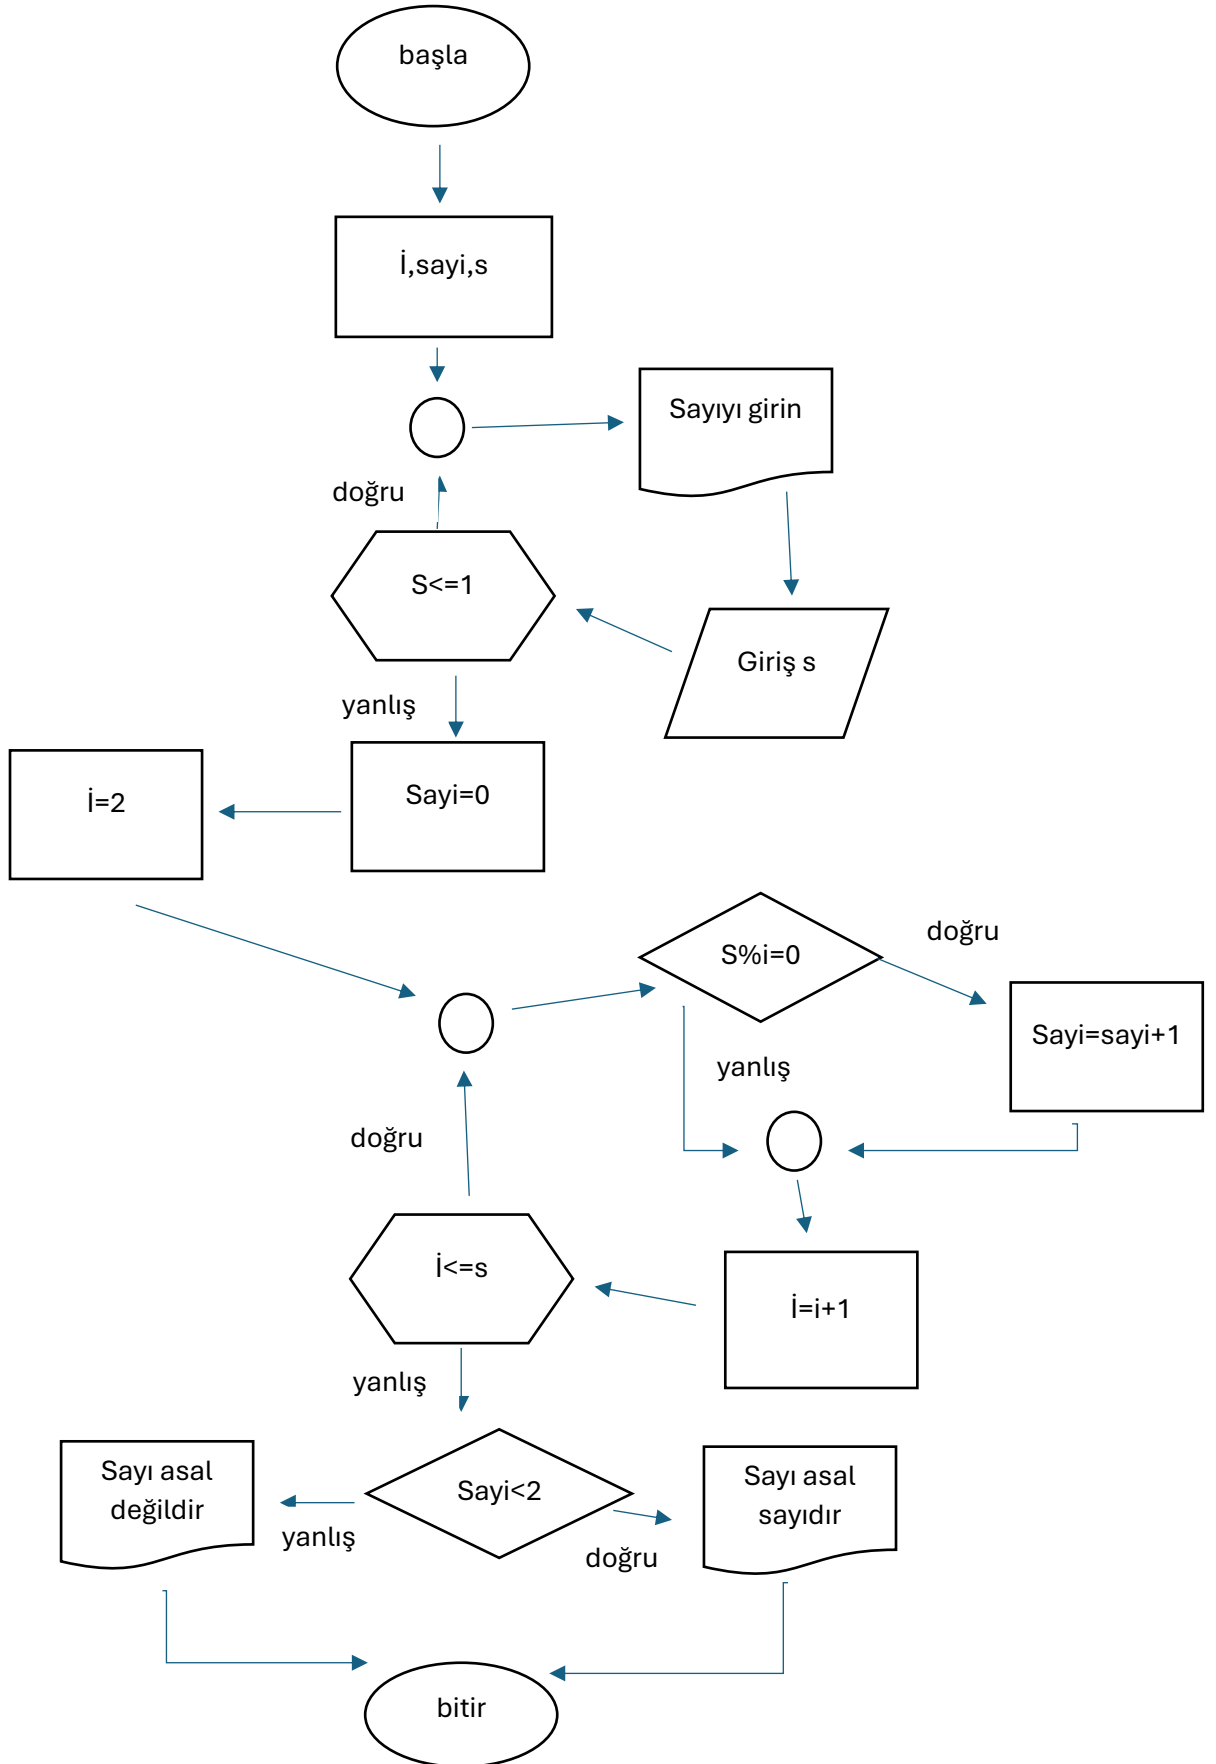 başla
İ,sayi,s
Sayıyı girin
doğru
S<=1
Giriş s
yanlış
Sayi=0
İ=2
S%i=0
doğru
Sayi=sayi+1
yanlış
doğru
İ<=s
İ=i+1
yanlış
Sayı asal
değildir
Sayi<2
Sayı asal
sayıdır
yanlış
doğru
bitir